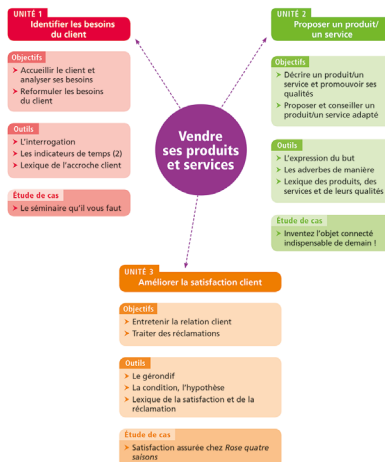 UNITÉ 1
Identifier les besoins
du client
Objectifs
➤ Accueillir le client et
analyser ses besoins
➤ Reformuler les besoins
du client
Outils
➤ L'interrogation
➤ Les indicateurs de temps (2)
➤ Lexique de l'accroche client
Étude de cas
➤ Le séminaire qu'il vous faut
UNITÉ 2
Proposer un produit/
un service
Objectifs
➤ Décrire un produit/un
service et promouvoir ses
qualités
➤ Proposer et conseiller un
produit/un service adapté
Outils
➤ L'expression du but
➤ Les adverbes de manière
➤ Lexique des produits, des
services et de leurs qualités
Étude de cas
➤ Inventez l'objet connecté
indispensable de demain !
Vendre
ses produits
et services
UNITÉ 3
Améliorer la satisfaction client
Objectifs
➤ Entretenir la relation client
➤ Traiter des réclamations
Outils
➤ Le gérondif
➤ La condition, l'hypothèse
➤ Lexique de la satisfaction et de la
réclamation
Étude de cas
➤ Satisfaction assurée chez Rose quatre
saisons